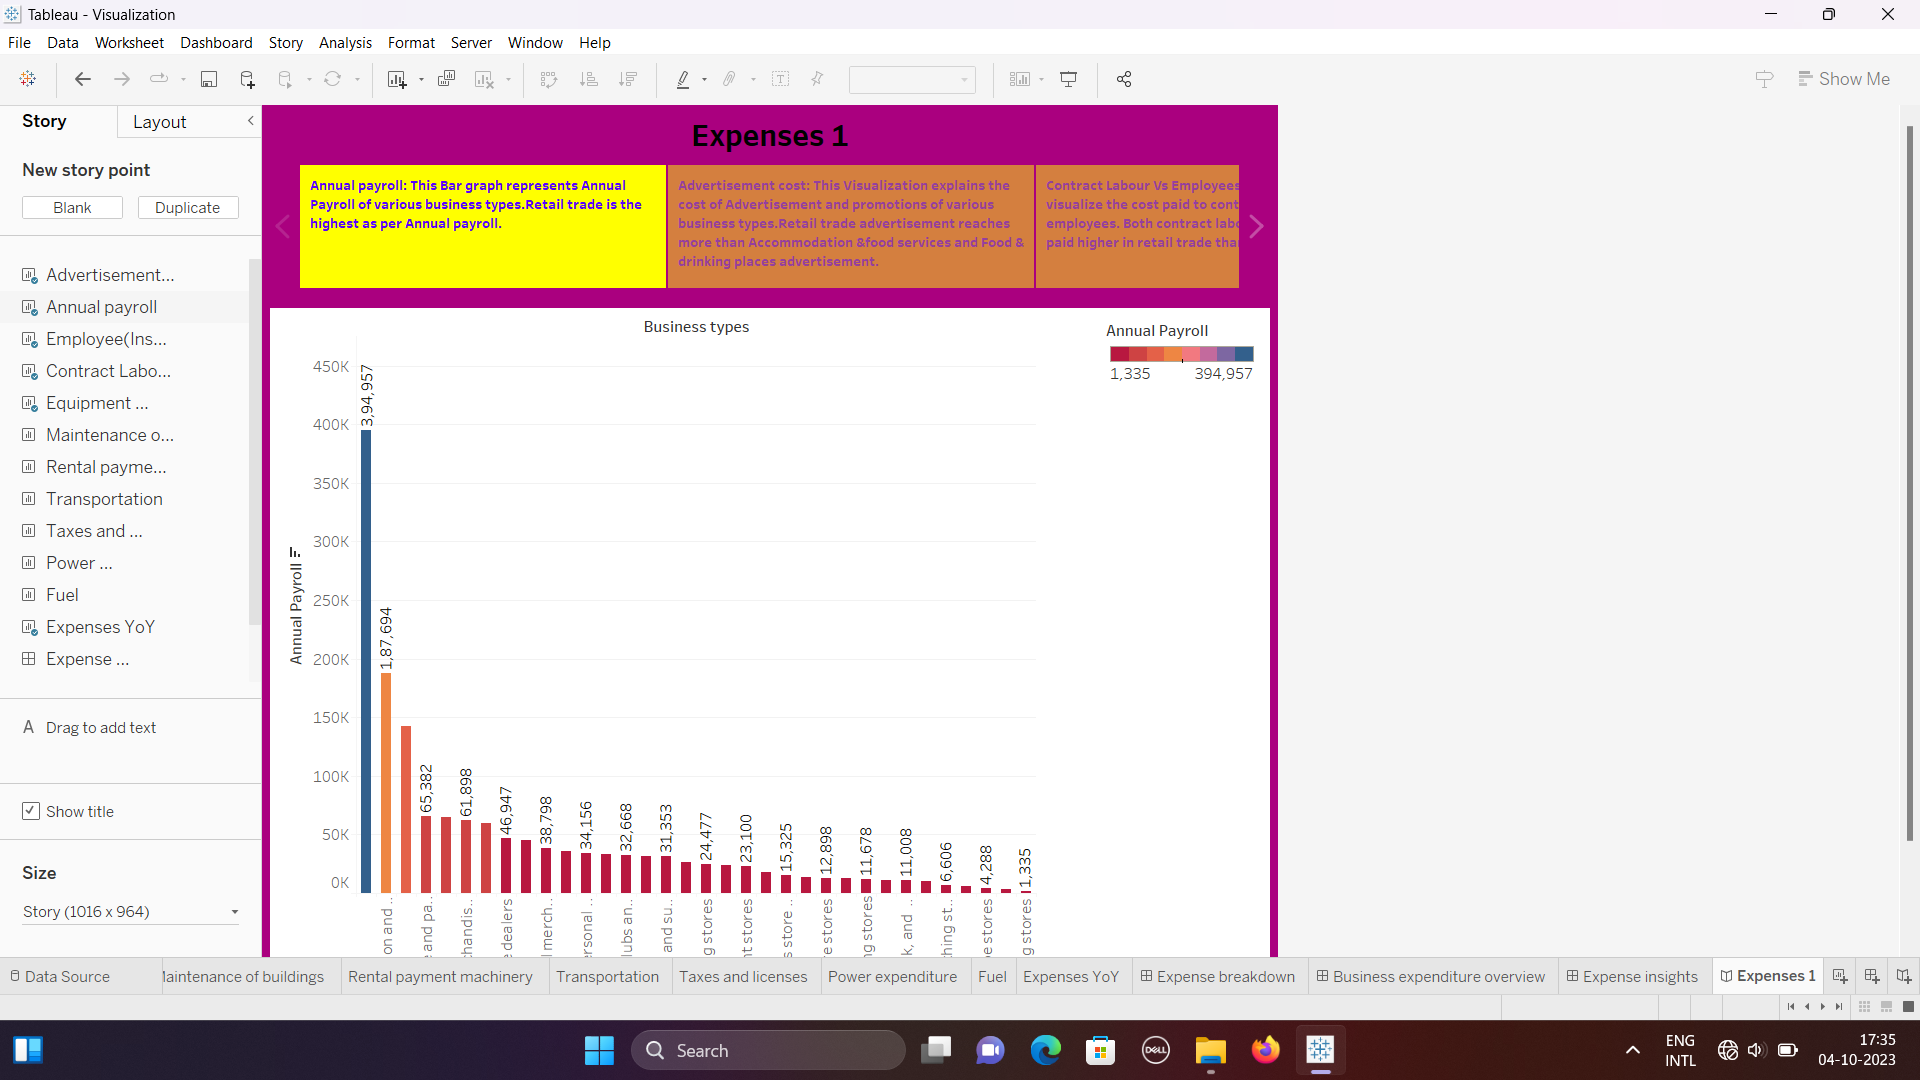 Tableau - Visualization
File Data Worksheet Dashboard Story Analysis Format Server Window Help
Show Me
Story Layout
New story point
Blank Duplicate
Advertisement...
Annual payroll
Employee(Ins...
Contract Labo...
Equipment ...
Maintenance o...
Rental payme...
Transportation
Taxes and ...
Power ...
Fuel
Expenses YoY
Expense ...
A Drag to add text
Show title
Size
Story (1016 x 964)
Expenses 1
Annual payroll: This Bar graph represents Annual
Payroll of various business types.Retail trade is the
highest as per Annual payroll.
Advertisement cost: This Visualization explains the
cost of Advertisement and promotions of various
business types.Retail trade advertisement reaches
more than Accommodation &food services and Food &
drinking places advertisement.
Contract Labour Vs Employees
visualize the cost paid to cont
employees. Both contract labo
paid higher in retail trade tha
Business types
Annual Payroll
1,335 394,957
Annual Payroll
450K
400K
350K
300K
250K
200K
150K
100K
50K
0K
3,94,957
1,87,694
65,382
61,898
46,947
38,798
34,156
32,668
31,353
24,477
23,100
15,325
12,898
11,678
11,008
6,606
4,288
1,335
on and ..
e and pa..
chandis..
e dealers
l merch..
ersonal ..
lubs an..
and su..
g stores
nt stores
s store ..
e stores
ng stores
k, and ..
thing st..
oe stores
g stores
Data Source
aintenance of buildings
Rental payment machinery
Transportation
Taxes and licenses
Power expenditure
Fuel
Expenses YoY
Expense breakdown
Business expenditure overview
Expense insights
Expenses 1
Search
DELL
ENG
INTL
17:35
04-10-2023